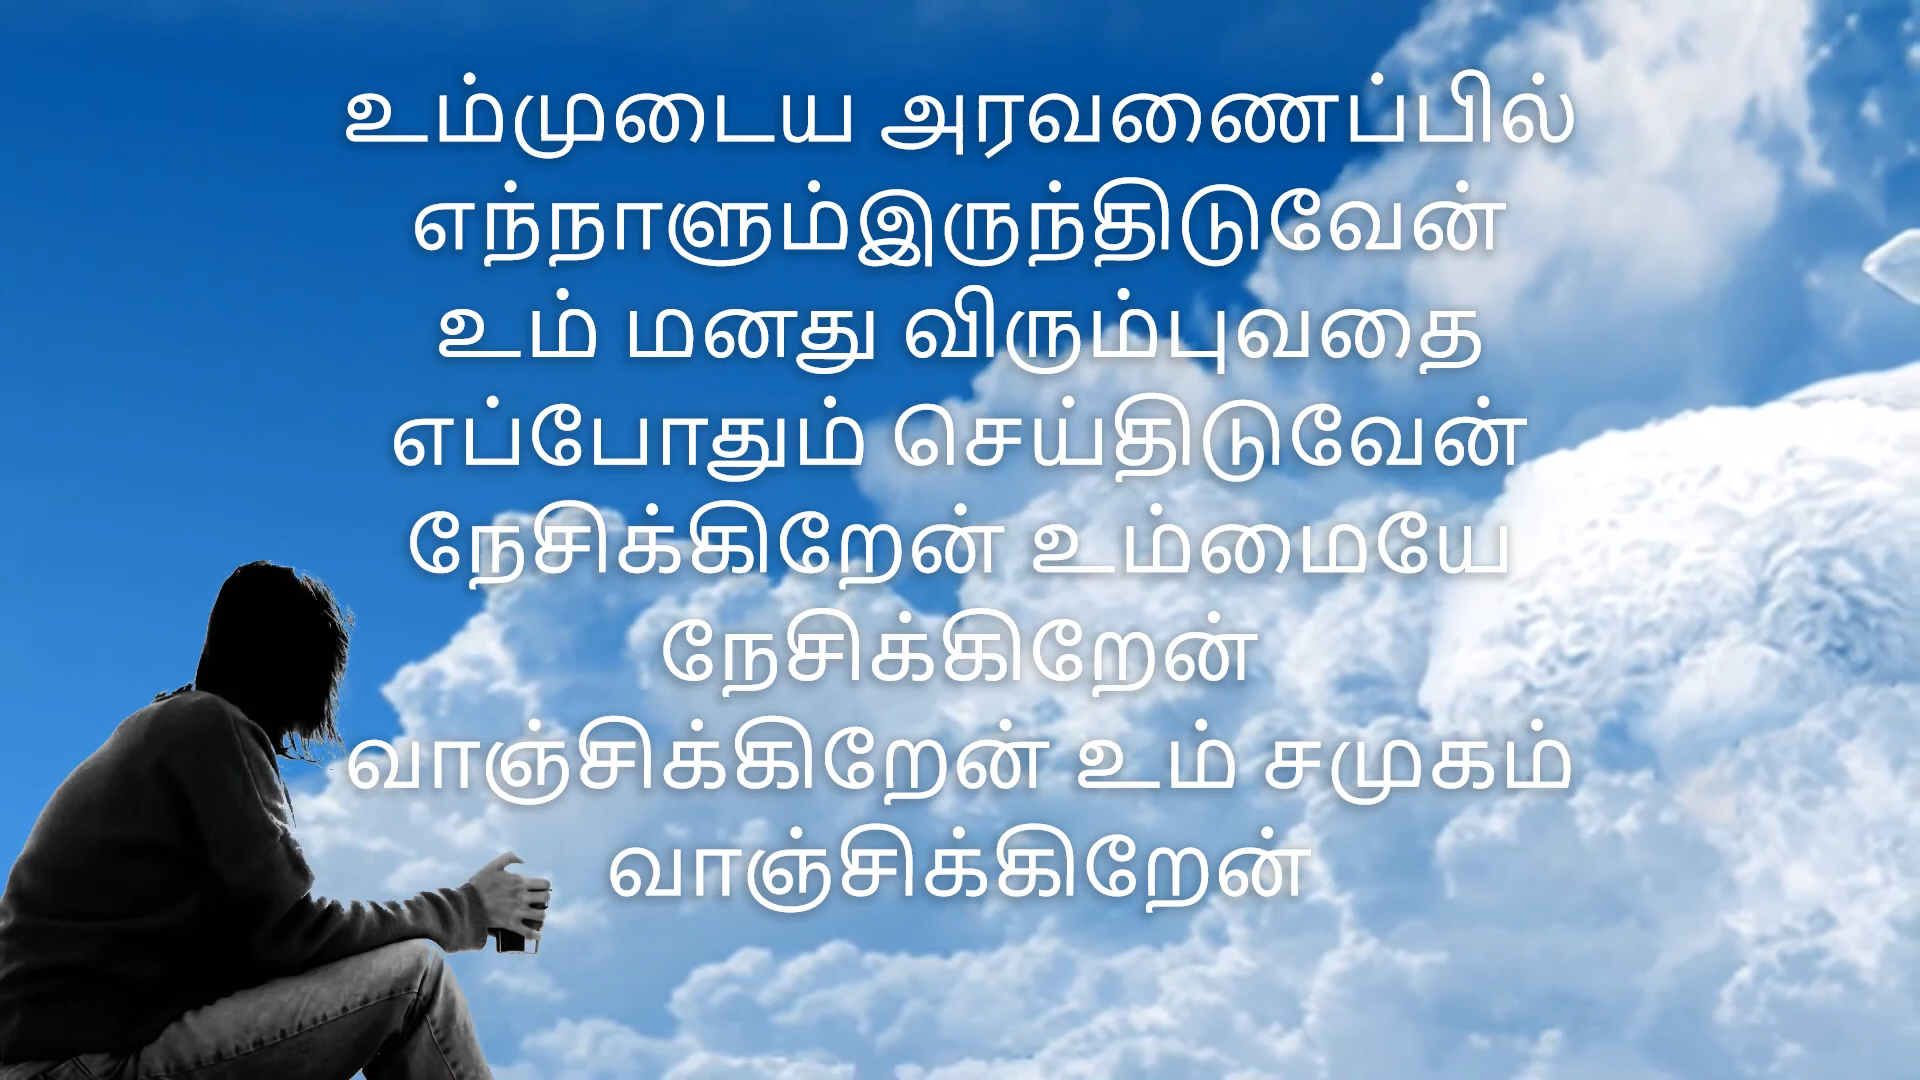 உம்முடைய அரவணைப்பில்
எந்நாளும்இருந்திடுவேன்
உம் மனது விரும்புவதை
எப்போதும் செய்திடுவேன்
நேசிக்கிறேன் உம்மையே
நேசிக்கிறேன்
வாஞ்சிக்கிறேன் உம் சமுகம்
வாஞ்சிக்கிறேன்